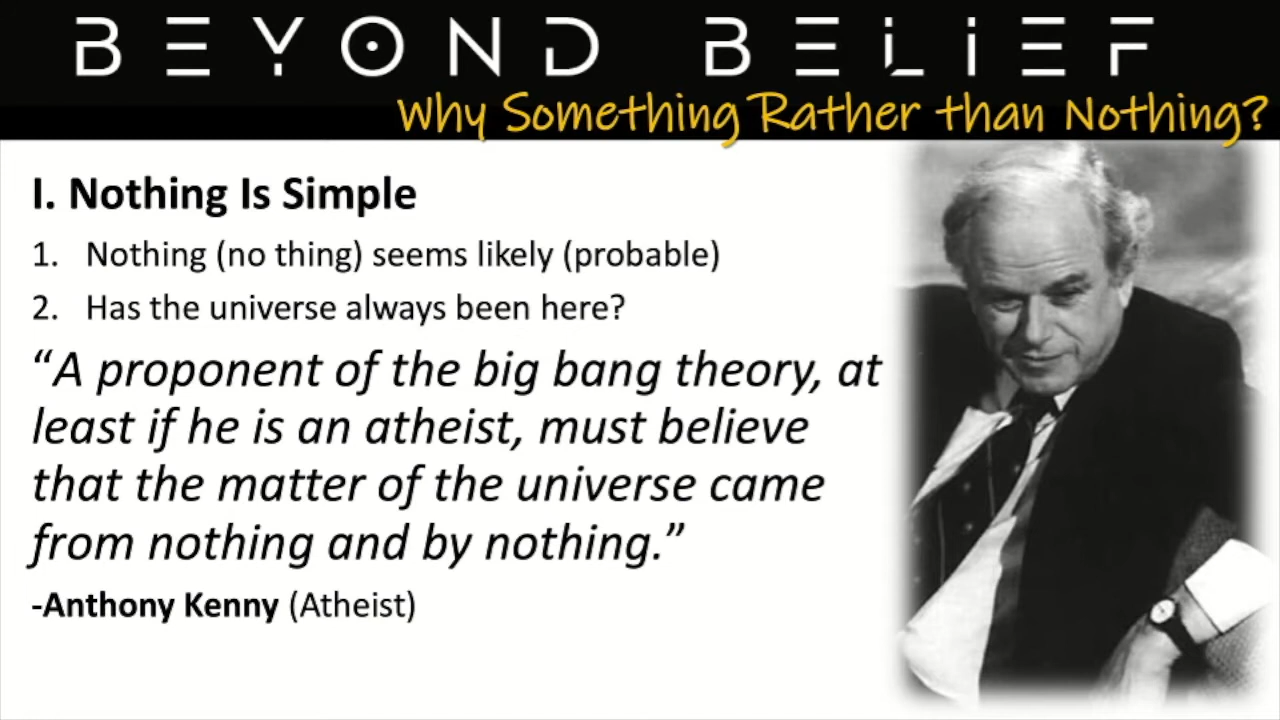 BEYOND BELIEF
Why Something Rather than Nothing?
I. Nothing Is Simple
1. Nothing (no thing) seems likely (probable)
2. Has the universe always been here?
“A proponent of the big bang theory, at
least if he is an atheist, must believe
that the matter of the universe came
from nothing and by nothing.”
-Anthony Kenny (Atheist)